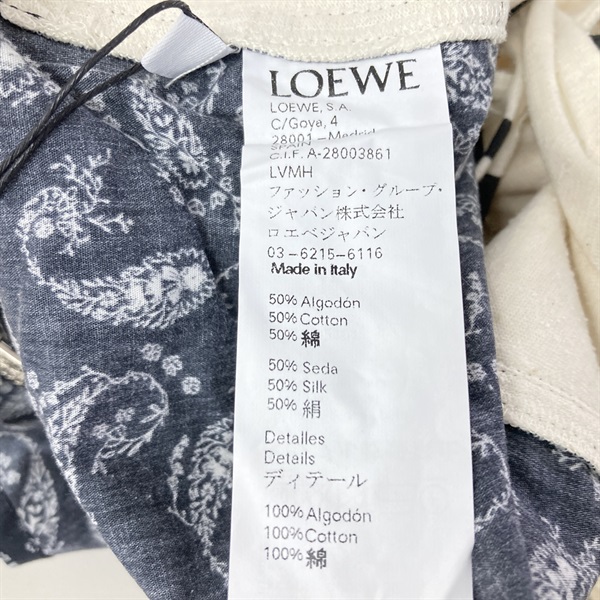 LOEWE
LOEWE, S.A.
C/Goya, 4
28001 - Madrid
SPAIN
C.I.F. A-28003861
LVMH
ファッション・グループ・
ジャパン株式会社
ロエベジャパン
03-6215-6116
Made in Italy
50% Algodón
50% Cotton
50% 綿
50% Seda
50% Silk
50% 絹
Detalles
Details
ディテール
100% Algodón
100% Cotton
100% 綿